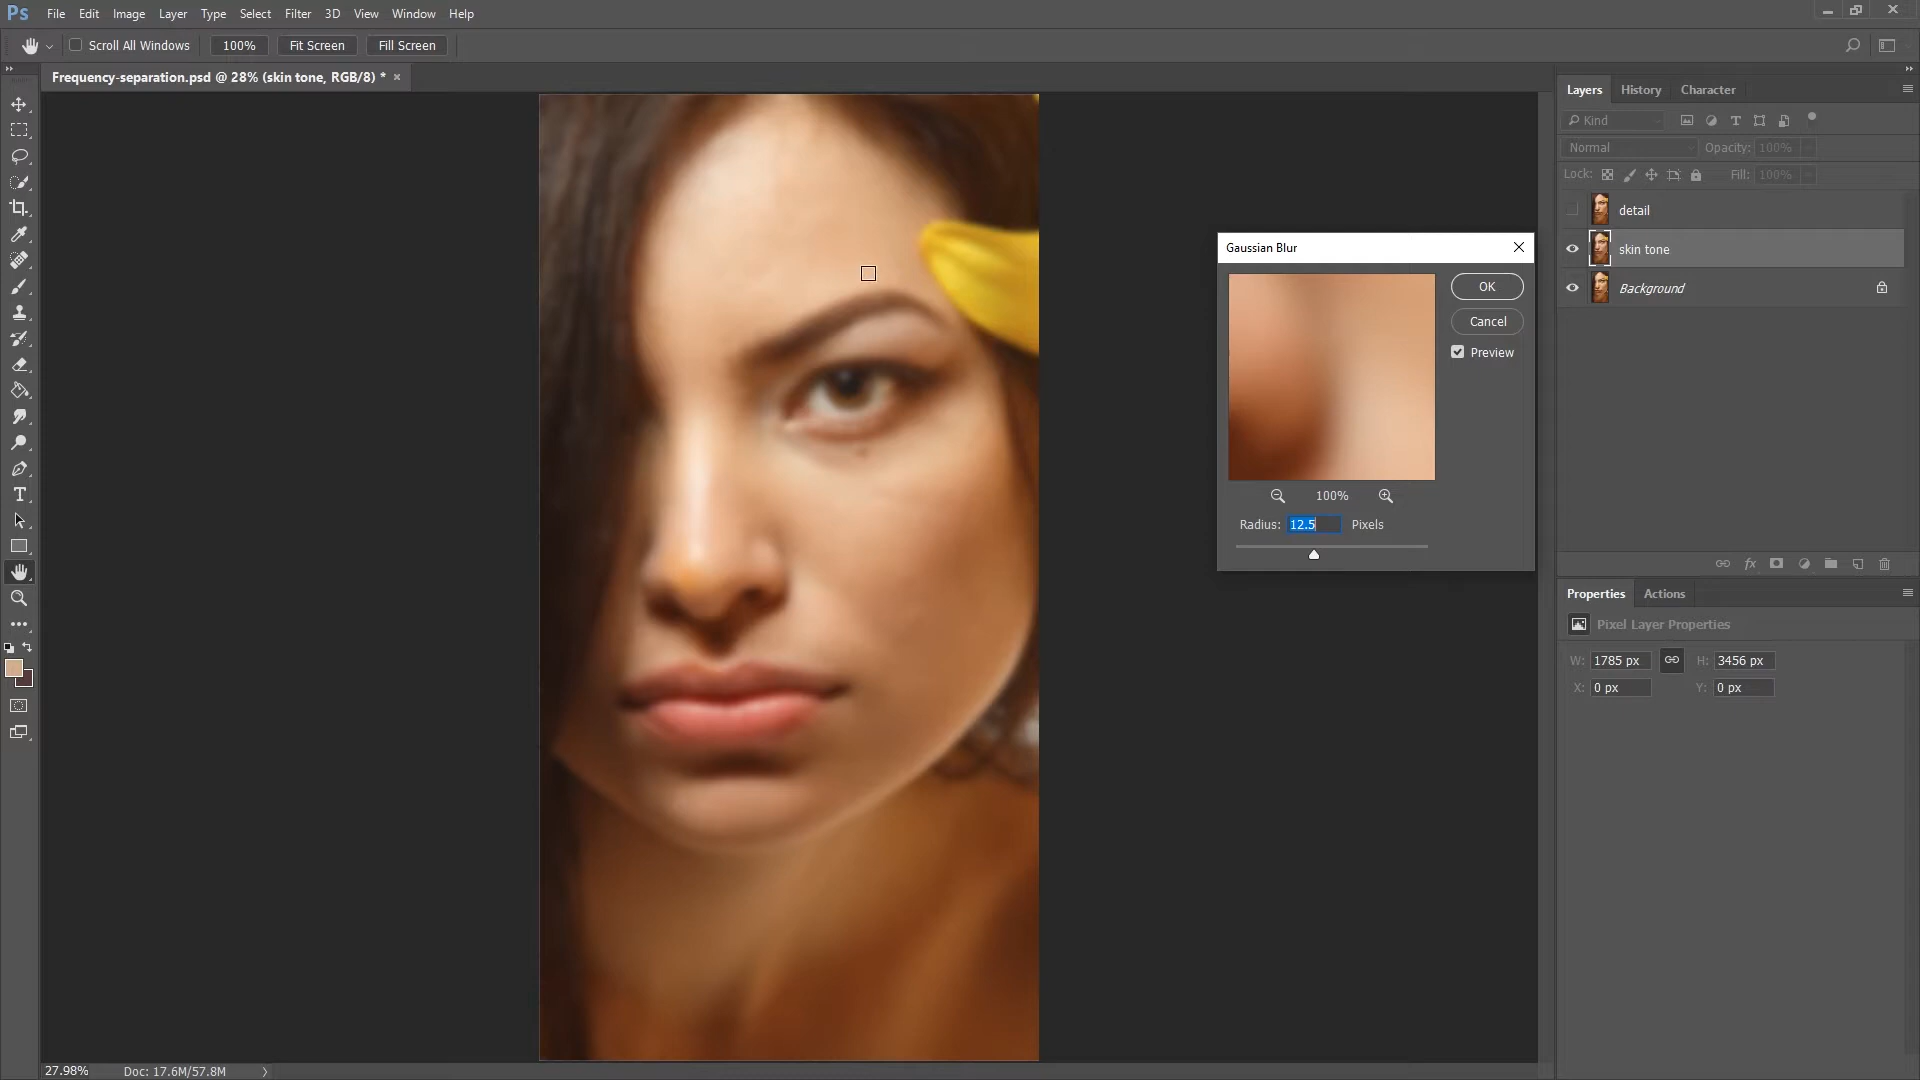 Ps File Edit Image Layer Type Select Filter 3D View Window Help
Scroll All Windows 100% Fit Screen Fill Screen
Frequency-separation.psd @ 28% (skin tone, RGB/8) * ×
Layers History Character
Kind
Normal Opacity: 100%
Lock: Fill: 100%
detail
skin tone
Background
Gaussian Blur
OK
Cancel
Preview
100%
Radius: 12.5 Pixels
fx
Properties Actions
Pixel Layer Properties
W: 1785 px H: 3456 px
X: 0 px Y: 0 px
27.98% Doc: 17.6M/57.8M